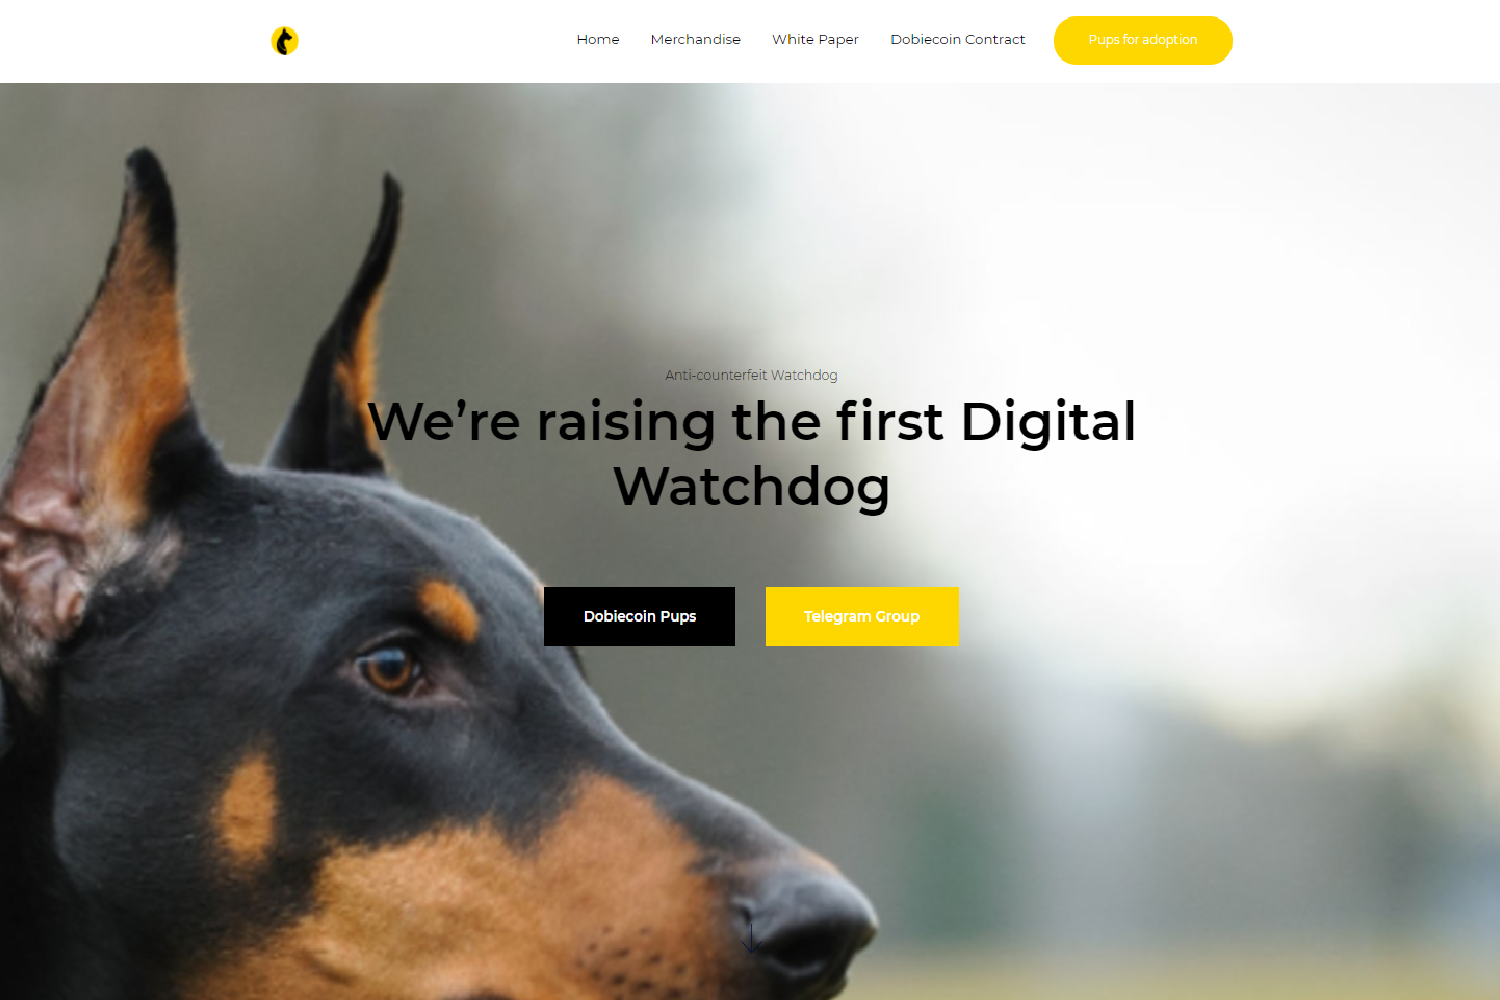 Home
Merchandise
White Paper
Dobiecoin Contract
Pups for adoption
Anti-counterfeit Watchdog
We're raising the first Digital
Watchdog
Dobiecoin Pups
Telegram Group